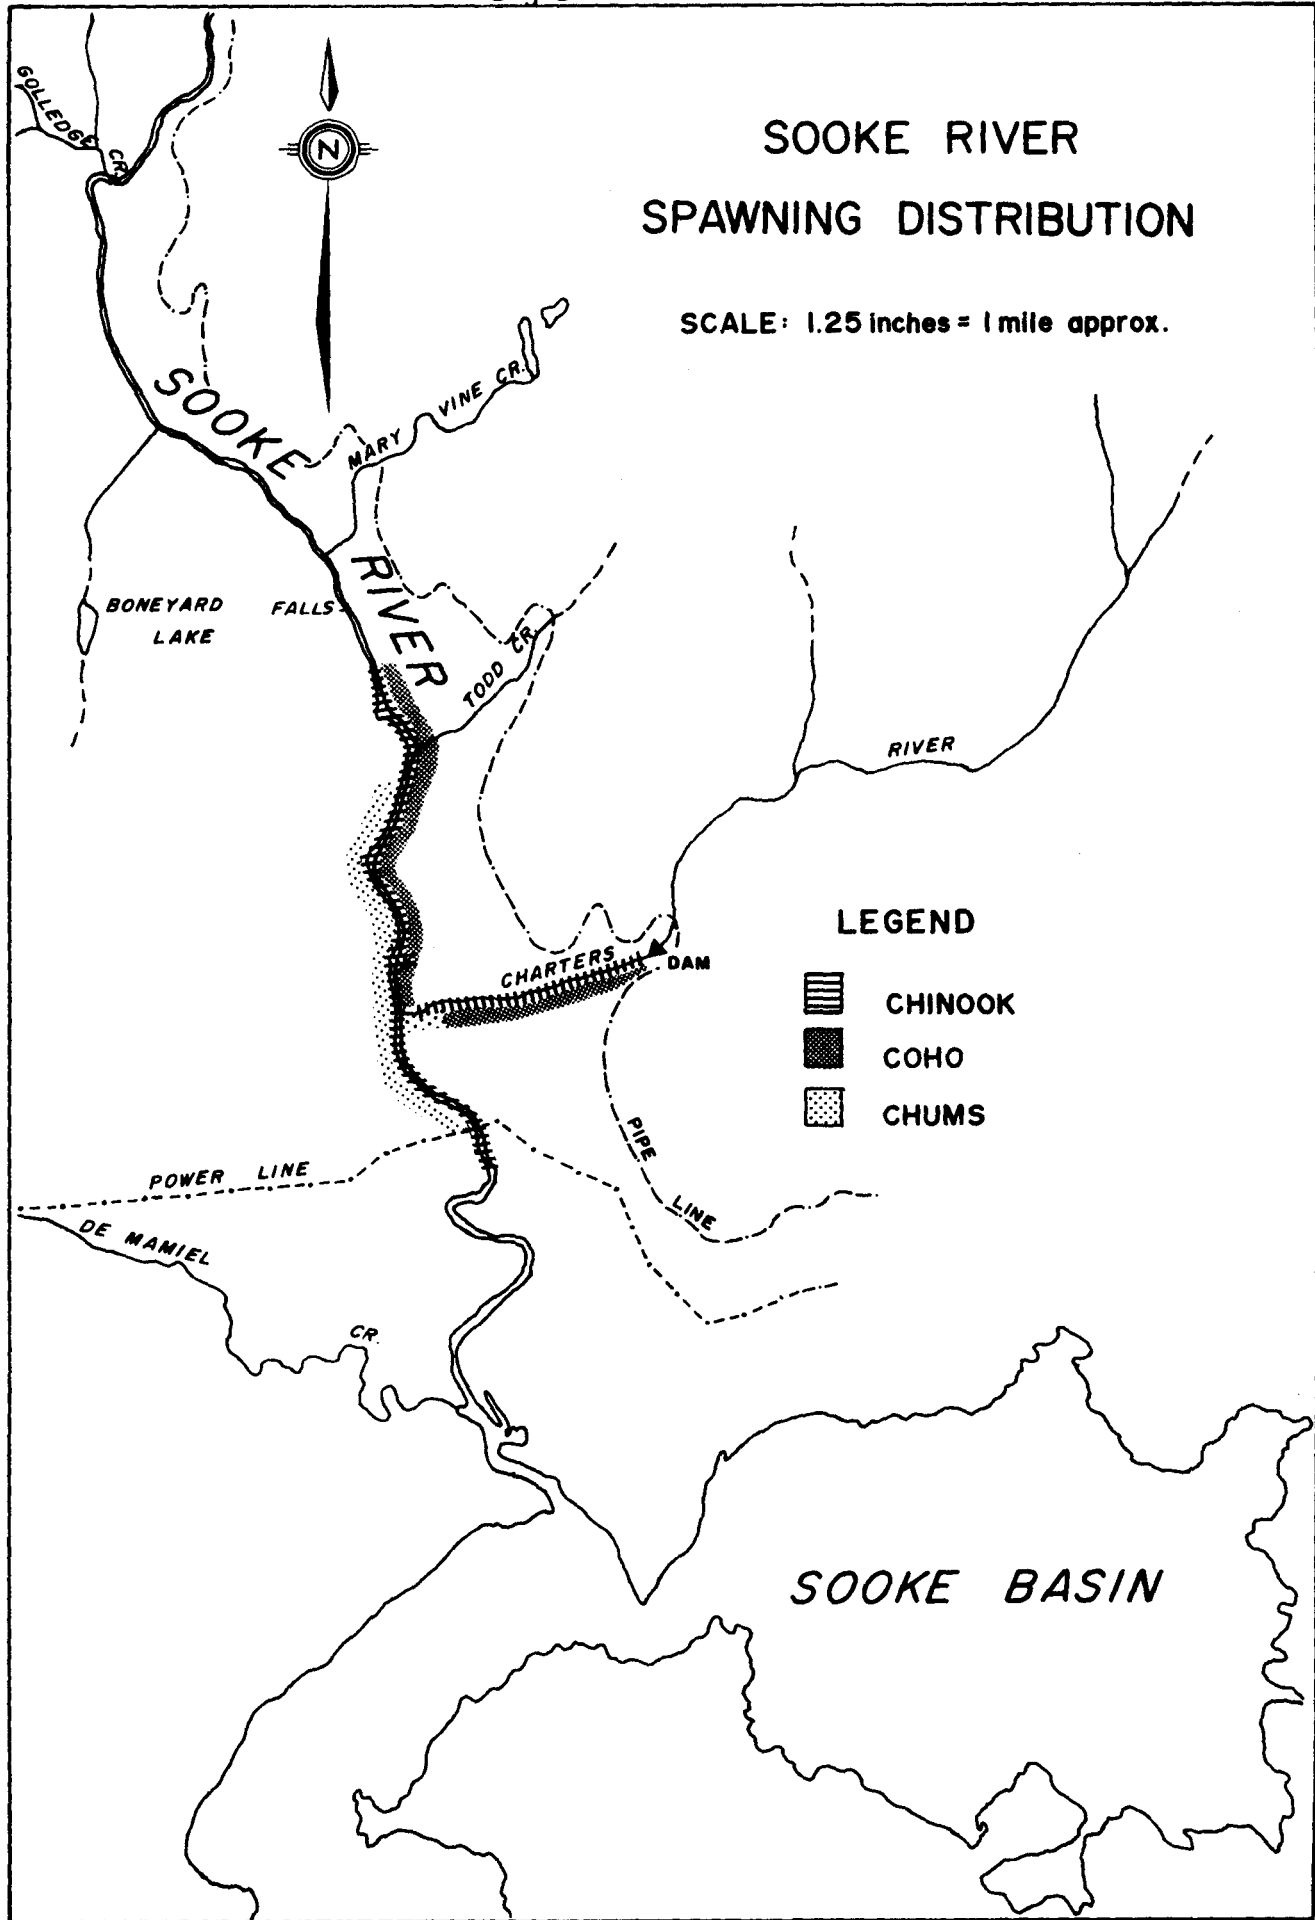 SOOKE RIVER
SPAWNING DISTRIBUTION
SCALE: 1.25 inches = 1 mile approx.
GOLLEDGE CR.
N
SOOKE RIVER
MARY VINE CR.
BONEYARD
LAKE
FALLS
TODD CR.
RIVER
CHARTERS
DAM
LEGEND
CHINOOK
COHO
CHUMS
PIPE LINE
POWER LINE
DE MAMIEL CR.
SOOKE BASIN